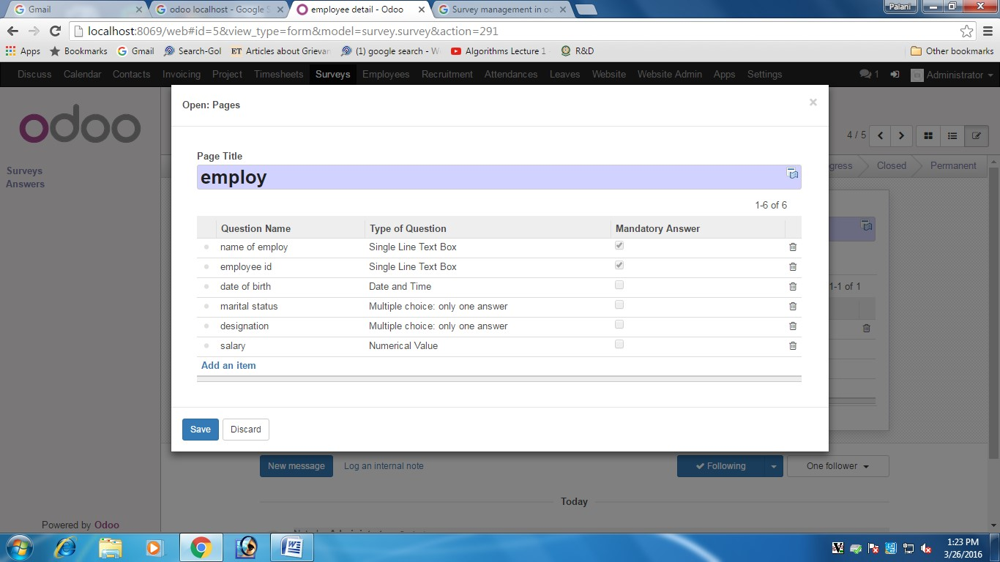 Gmail
odoo localhost - Google S
employee detail - Odoo
Survey management in od
Palani
localhost:8069/web#id=5&view_type=form&model=survey.survey&action=291
Apps Bookmarks Gmail Search-Gol ET Articles about Grievan (1) google search - W Algorithms Lecture 1 R&D Other bookmarks
Discuss Calendar Contacts Invoicing Project Timesheets Surveys Employees Recruitment Attendances Leaves Website Website Admin Apps Settings 1 Administrator
odoo
Surveys
Answers
Powered by Odoo
4 / 5
gress Closed Permanent
Open: Pages ×
Page Title
employ
1-6 of 6
Question Name Type of Question Mandatory Answer
name of employ Single Line Text Box
employee id Single Line Text Box
date of birth Date and Time
marital status Multiple choice: only one answer
designation Multiple choice: only one answer
salary Numerical Value
Add an item
Save Discard
1-1 of 1
New message Log an internal note Following One follower
Today
1:23 PM
3/26/2016